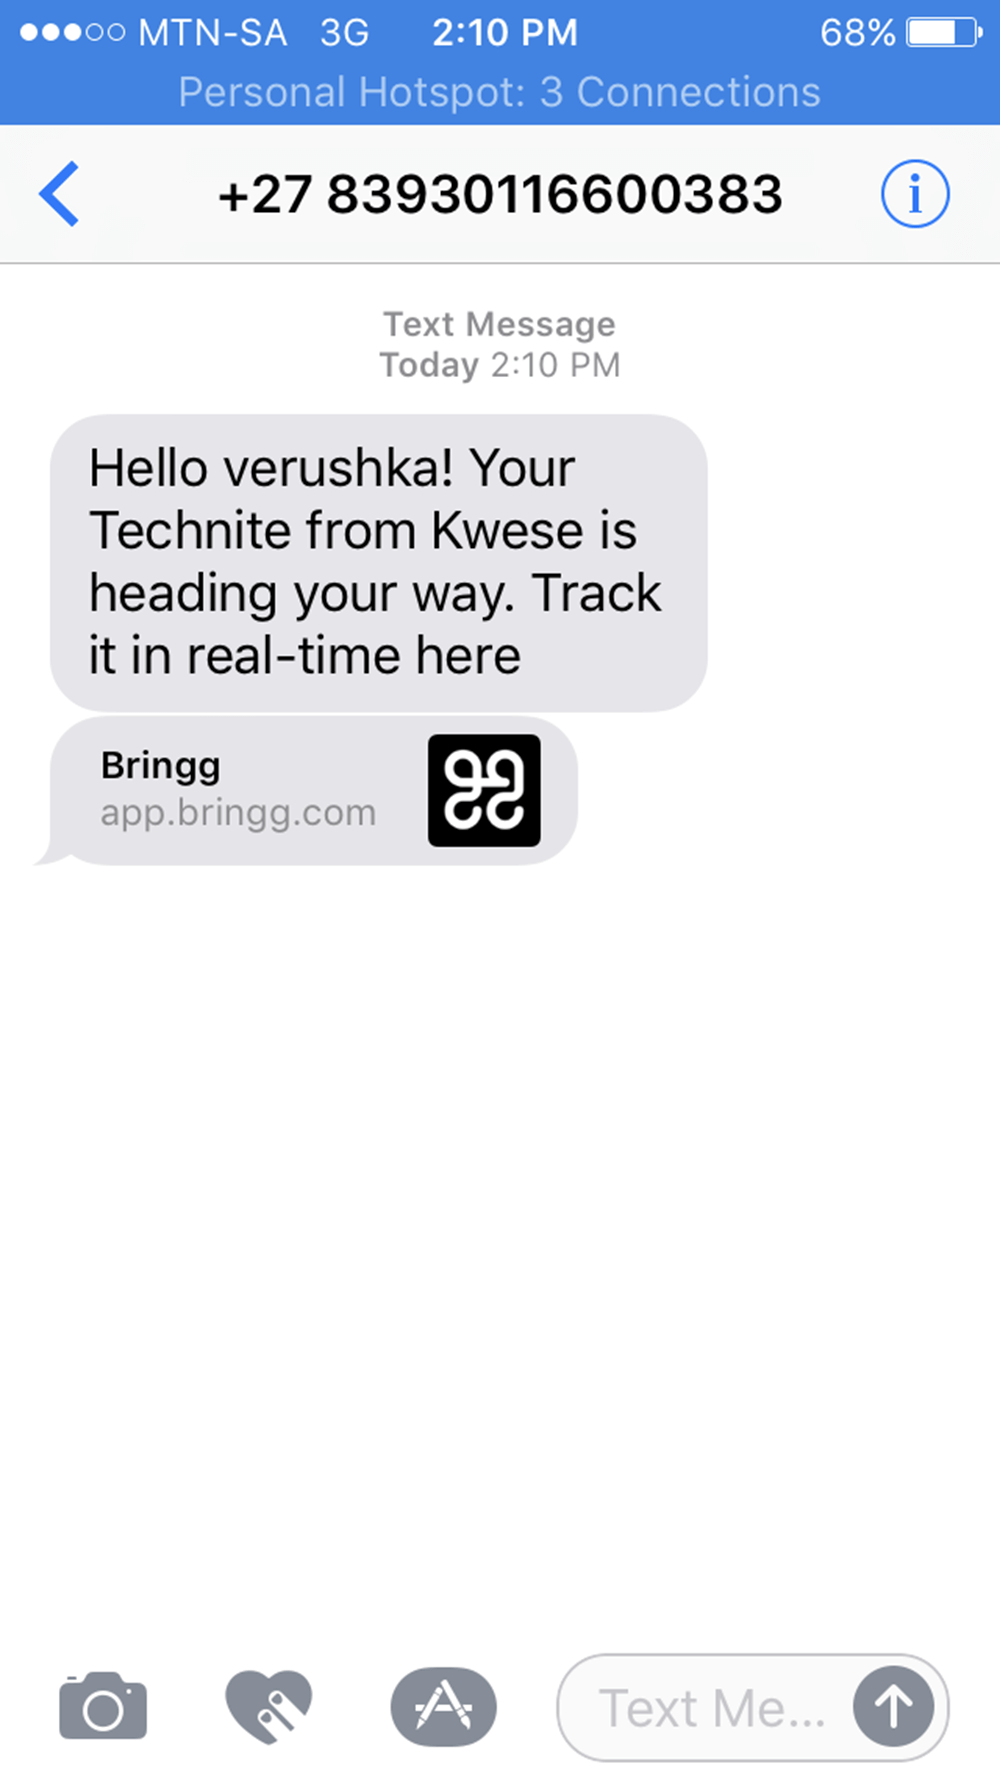 MTN-SA 3G 2:10 PM 68%
Personal Hotspot: 3 Connections
+27 83930116600383
Text Message
Today 2:10 PM
Hello verushka! Your
Technite from Kwese is
heading your way. Track
it in real-time here
Bringg
app.bringg.com
Text Me...